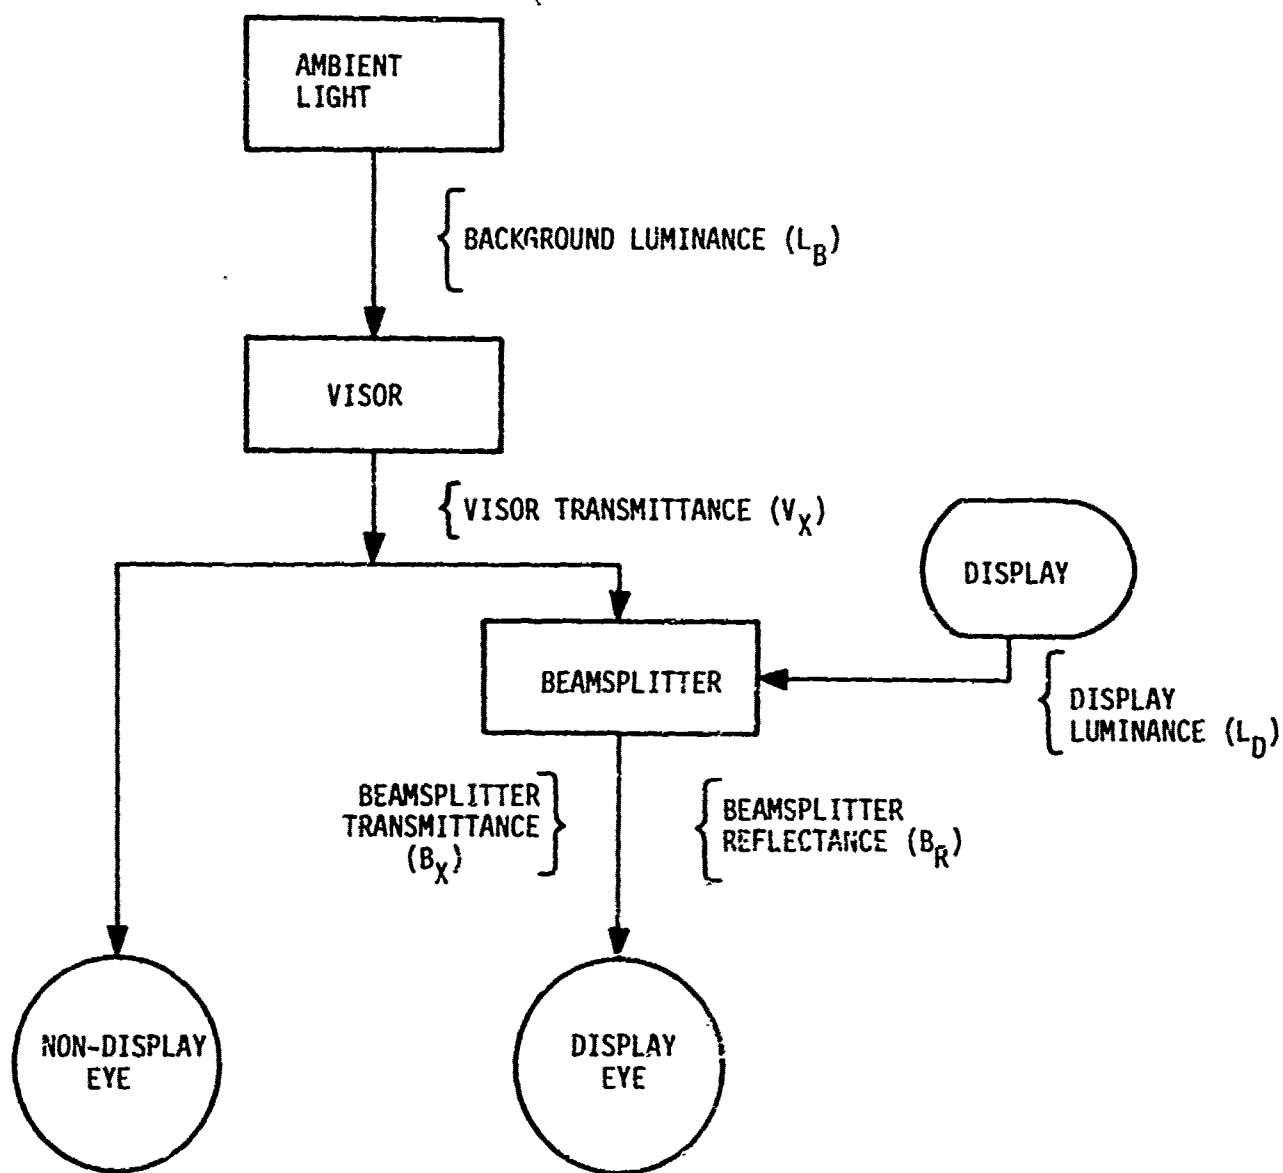 AMBIENT
LIGHT
BACKGROUND LUMINANCE (L_B)
VISOR
VISOR TRANSMITTANCE (V_X)
DISPLAY
BEAMSPLITTER
DISPLAY
LUMINANCE (L_D)
BEAMSPLITTER
TRANSMITTANCE
(B_X)
BEAMSPLITTER
REFLECTANCE (B_R)
NON-DISPLAY
EYE
DISPLAY
EYE